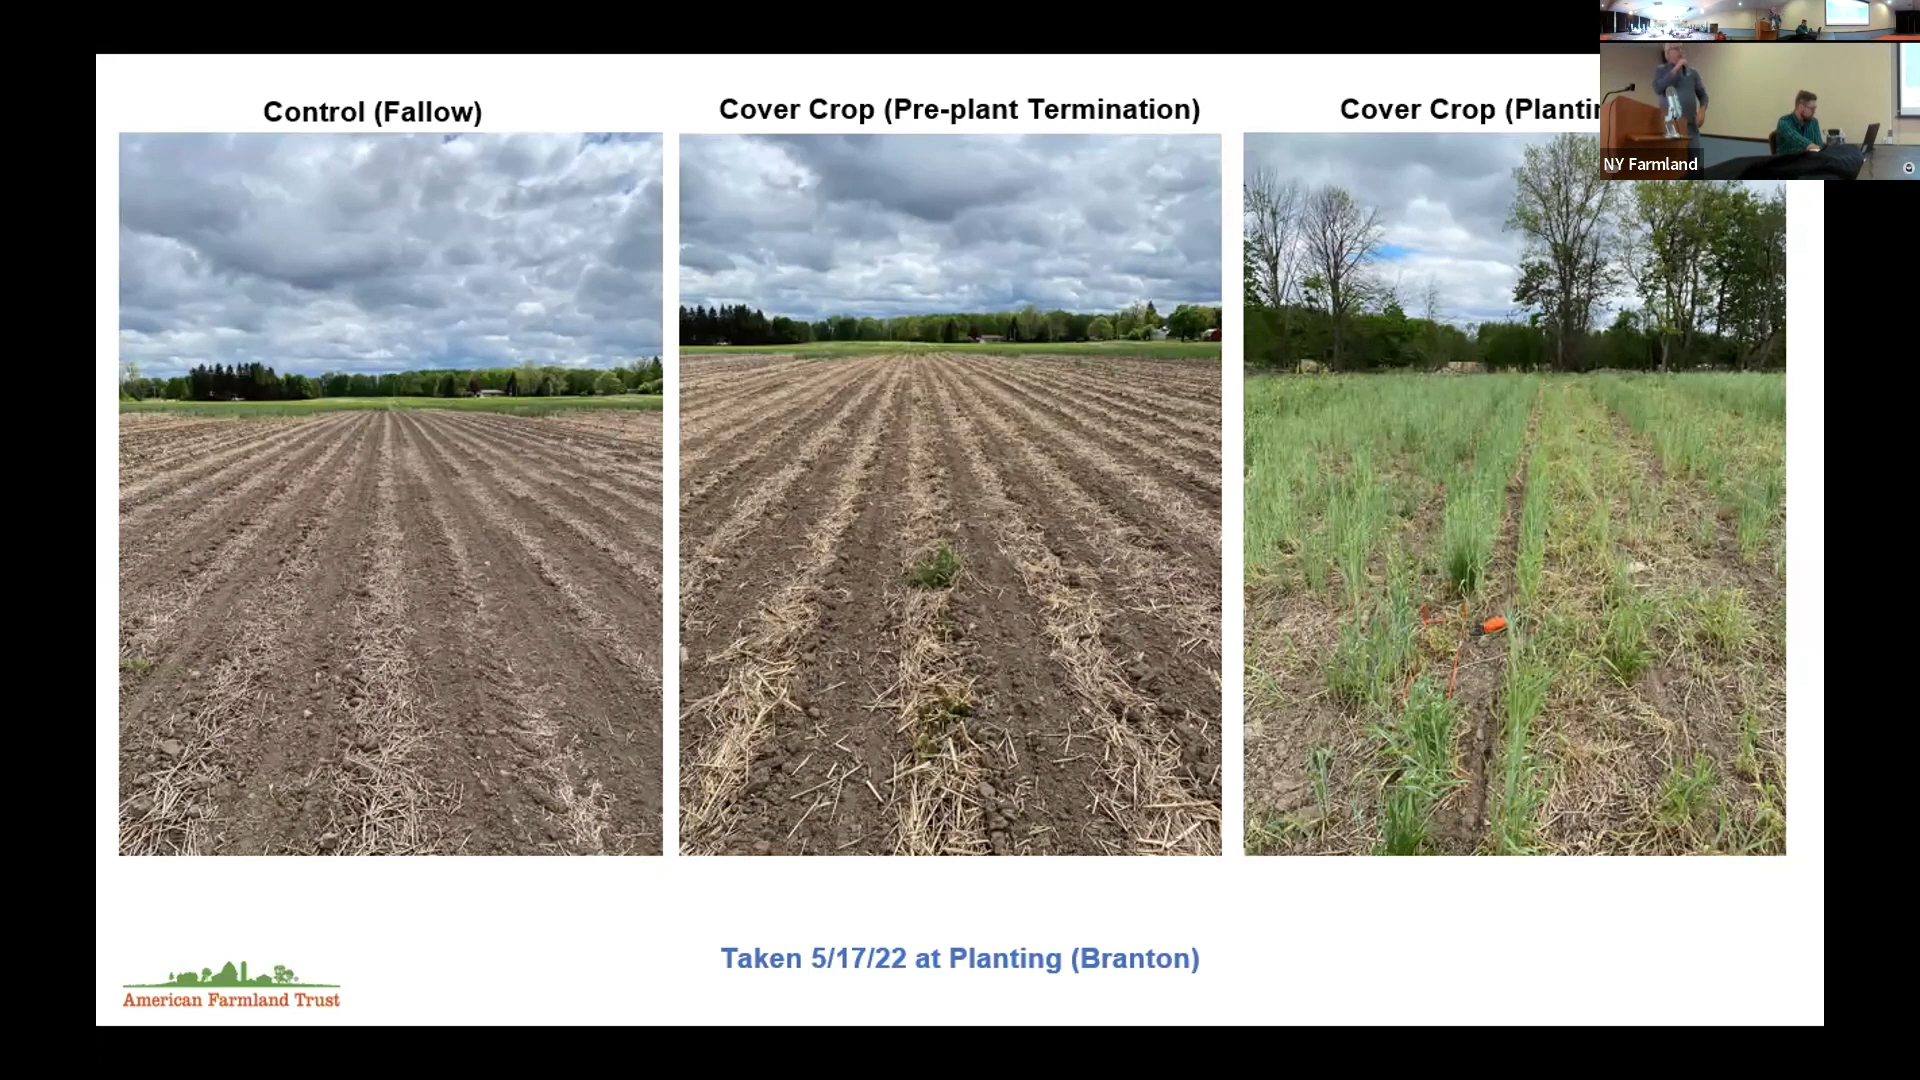 Control (Fallow)
Cover Crop (Pre-plant Termination)
Cover Crop (Plantin
NY Farmland
Taken 5/17/22 at Planting (Branton)
American Farmland Trust